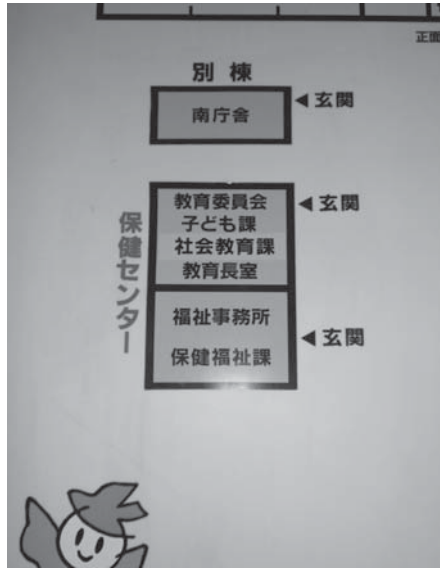 正面
別棟
南庁舎
◀玄関
教育委員会
子ども課
社会教育課
教育長室
◀玄関
保健センター
福祉事務所
保健福祉課
◀玄関